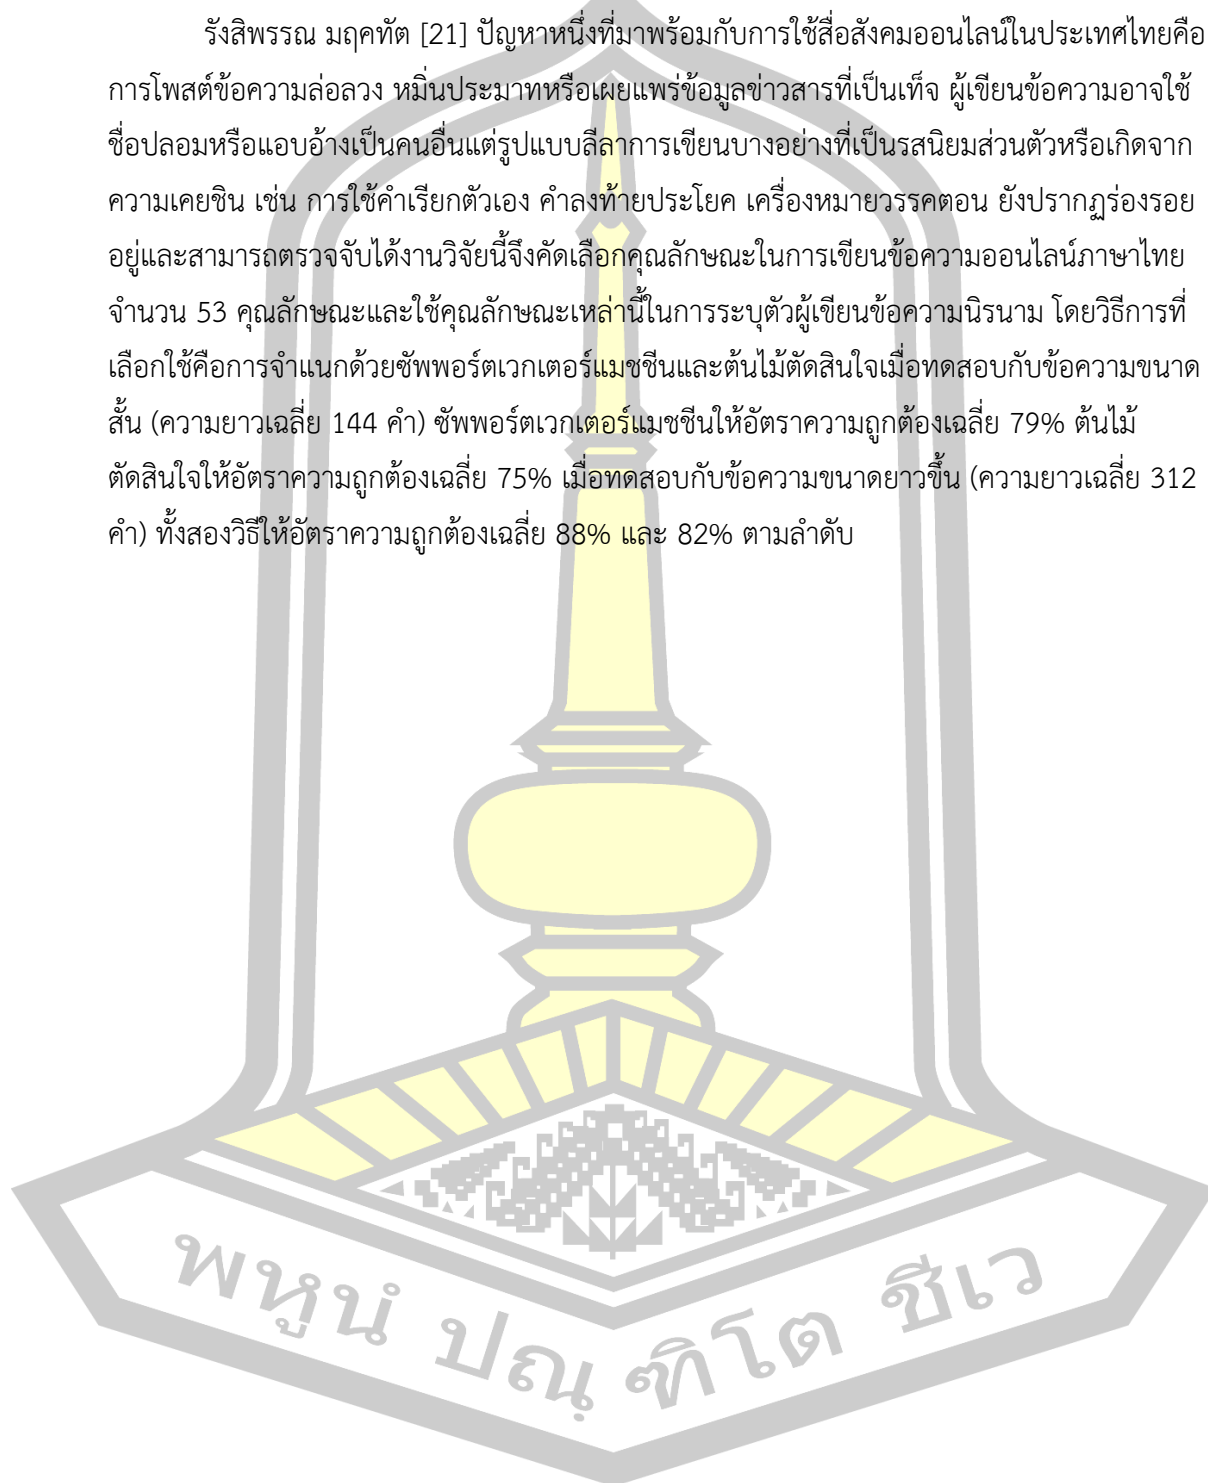 รังสิพรรณ มฤคทัต [21] ปัญหาหนึ่งที่มาพร้อมกับการใช้สื่อสังคมออนไลน์ในประเทศไทยคือ
การโพสต์ข้อความล่อลวง หมิ่นประมาทหรือเผยแพร่ข้อมูลข่าวสารที่เป็นเท็จ ผู้เขียนข้อความอาจใช้
ชื่อปลอมหรือแอบอ้างเป็นคนอื่นแต่รูปแบบลีลาการเขียนบางอย่างที่เป็นรสนิยมส่วนตัวหรือเกิดจาก
ความเคยชิน เช่น การใช้คำเรียกตัวเอง คำลงท้ายประโยค เครื่องหมายวรรคตอน ยังปรากฏร่องรอย
อยู่และสามารถตรวจจับได้งานวิจัยนี้จึงคัดเลือกคุณลักษณะในการเขียนข้อความออนไลน์ภาษาไทย
จำนวน 53 คุณลักษณะและใช้คุณลักษณะเหล่านี้ในการระบุตัวผู้เขียนข้อความนิรนาม โดยวิธีการที่
เลือกใช้คือการจำแนกด้วยซัพพอร์ตเวกเตอร์แมชชีนและต้นไม้ตัดสินใจเมื่อทดสอบกับข้อความขนาด
สั้น (ความยาวเฉลี่ย 144 คำ) ซัพพอร์ตเวกเตอร์แมชชีนให้อัตราความถูกต้องเฉลี่ย 79% ต้นไม้
ตัดสินใจให้อัตราความถูกต้องเฉลี่ย 75% เมื่อทดสอบกับข้อความขนาดยาวขึ้น (ความยาวเฉลี่ย 312
คำ) ทั้งสองวิธีให้อัตราความถูกต้องเฉลี่ย 88% และ 82% ตามลำดับ
พหูนํ ปณฺฑิโต ชีเว